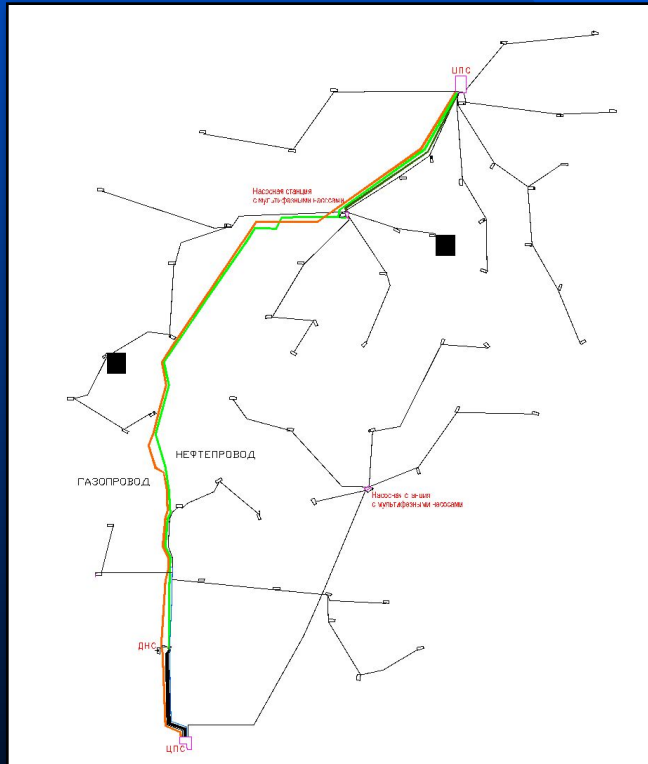 ЦПС
Насосная станция
с мультифазными насосами
НЕФТЕПРОВОД
ГАЗОПРОВОД
Насосная станция
с мультифазными насосами
ДНС
ЦПС